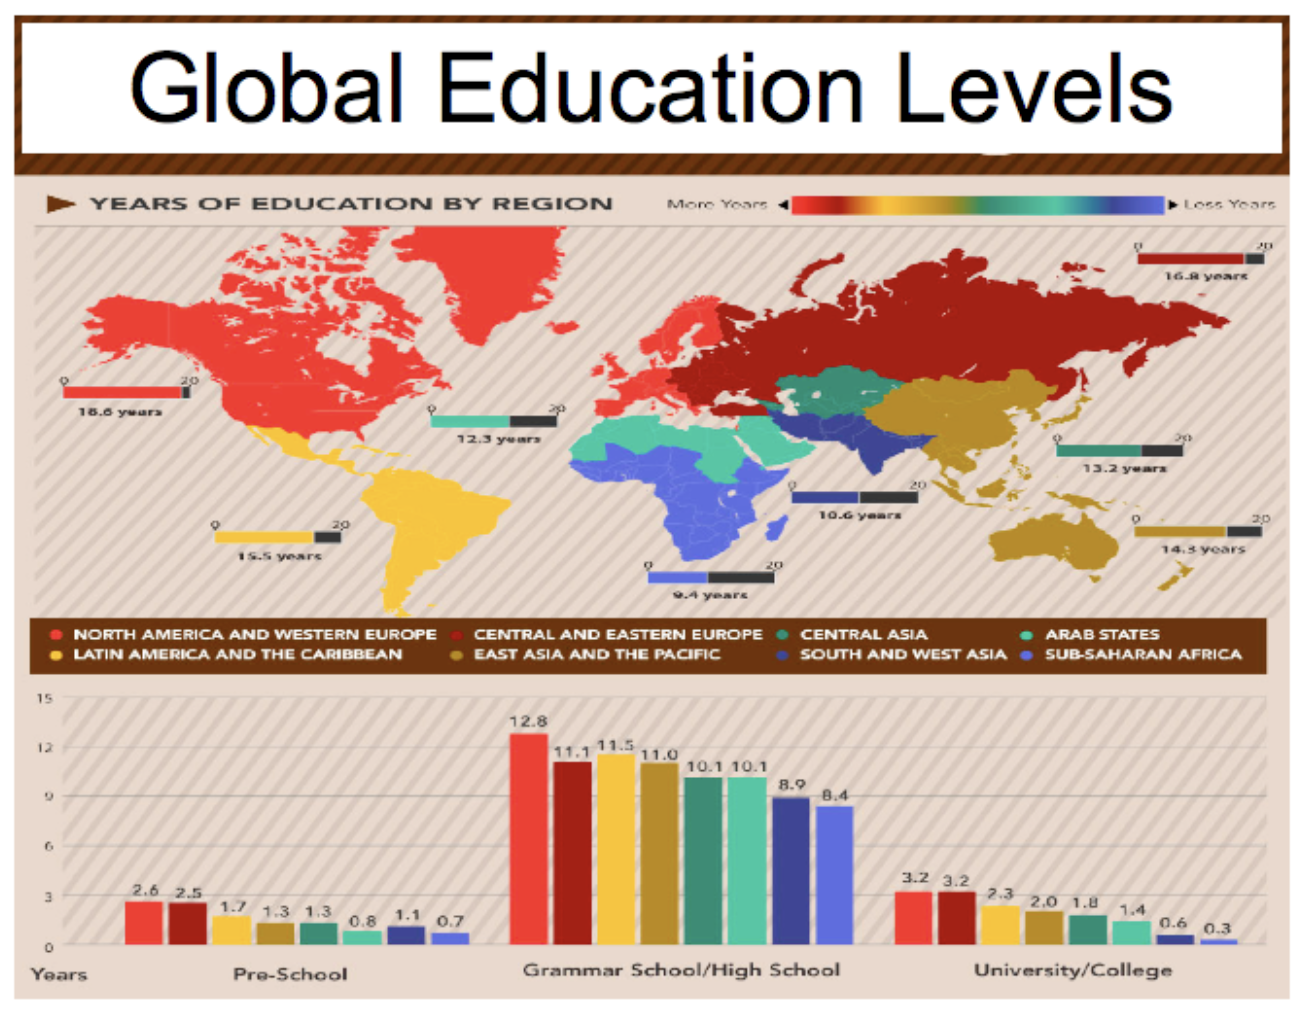 Global Education Levels
YEARS OF EDUCATION BY REGION
More Years Less Years
0 20
16.8 years
0 20
18.6 years
0 20
12.3 years
0 20
13.2 years
0 20
10.6 years
0 20
15.5 years
0 20
14.3 years
0 20
9.4 years
NORTH AMERICA AND WESTERN EUROPE CENTRAL AND EASTERN EUROPE CENTRAL ASIA ARAB STATES
LATIN AMERICA AND THE CARIBBEAN EAST ASIA AND THE PACIFIC SOUTH AND WEST ASIA SUB-SAHARAN AFRICA
15
12
9
6
3
0
2.6 2.5 1.7 1.3 1.3 0.8 1.1 0.7
12.8 11.1 11.5 11.0 10.1 10.1 8.9 8.4
3.2 3.2 2.3 2.0 1.8 1.4 0.6 0.3
Years Pre-School Grammar School/High School University/College